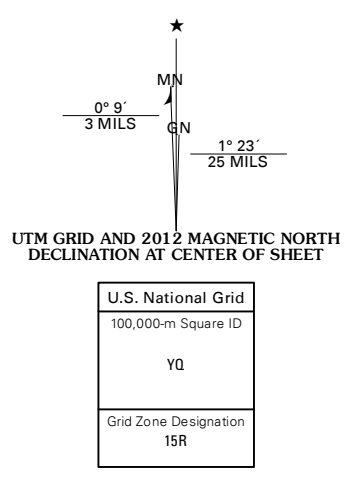 ★
MN
0° 9´
3 MILS
GN
1° 23´
25 MILS
UTM GRID AND 2012 MAGNETIC NORTH
DECLINATION AT CENTER OF SHEET
U.S. National Grid
100,000-m Square ID
YQ
Grid Zone Designation
15R